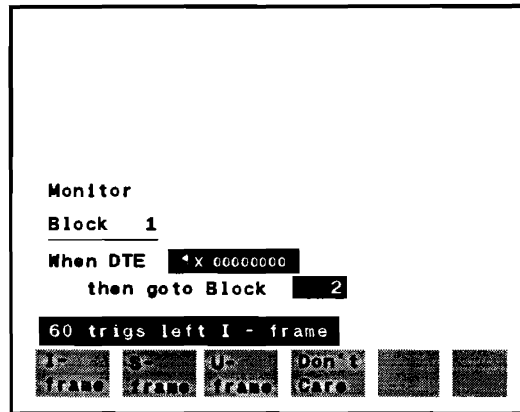 Monitor
Block 1
When DTE X 00000000
then goto Block 2
60 trigs left I - frame
I- frame
S- frame
U- frame
Don't Care